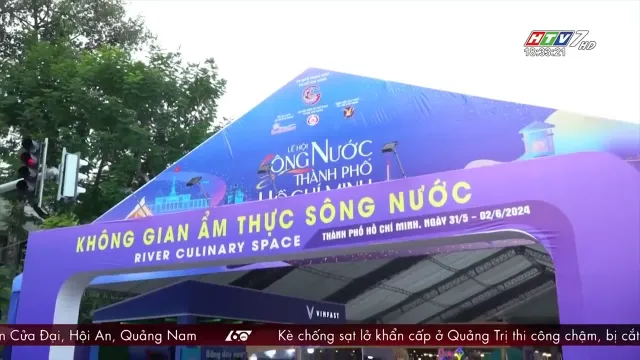 HTV7 HD
18:33:21
LỄ HỘI
SÔNG NƯỚC
THÀNH PHỐ
HỒ CHÍ MINH
KHÔNG GIAN ẨM THỰC SÔNG NƯỚC
RIVER CULINARY SPACE
THÀNH PHỐ HỒ CHÍ MINH, NGÀY 31/5 - 02/6/2024
VINFAST
n Cửa Đại, Hội An, Quảng Nam
60
Kè chống sạt lở khẩn cấp ở Quảng Trị thi công chậm, bị cắt